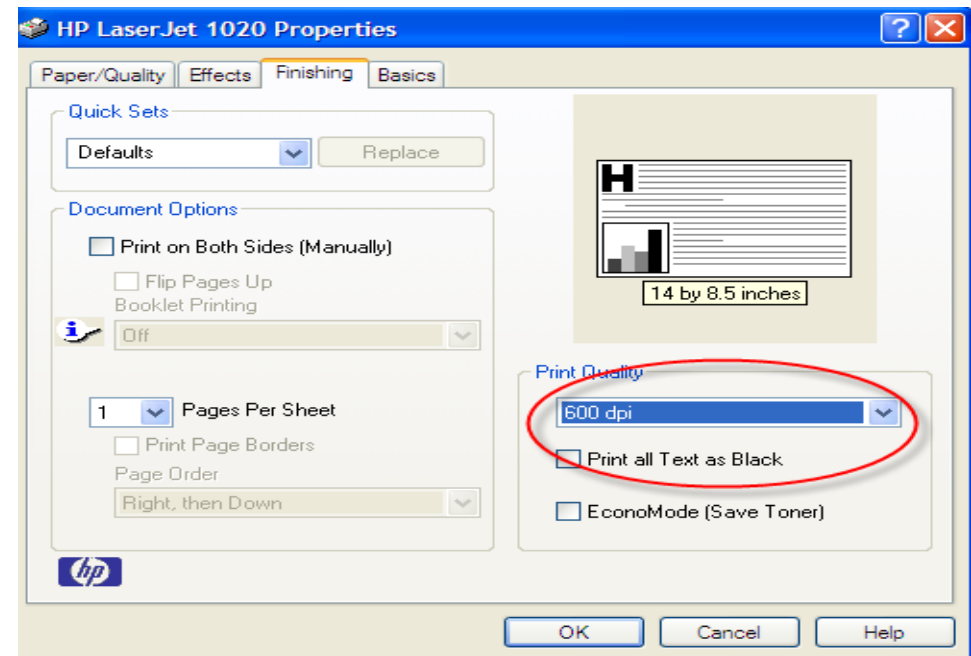 HP LaserJet 1020 Properties
Paper/Quality Effects Finishing Basics
Quick Sets
Defaults Replace
Document Options
Print on Both Sides (Manually)
Flip Pages Up
Booklet Printing
Off
1 Pages Per Sheet
Print Page Borders
Page Order
Right, then Down
H
14 by 8.5 inches
Print Quality
600 dpi
Print all Text as Black
EconoMode (Save Toner)
hp
OK Cancel Help